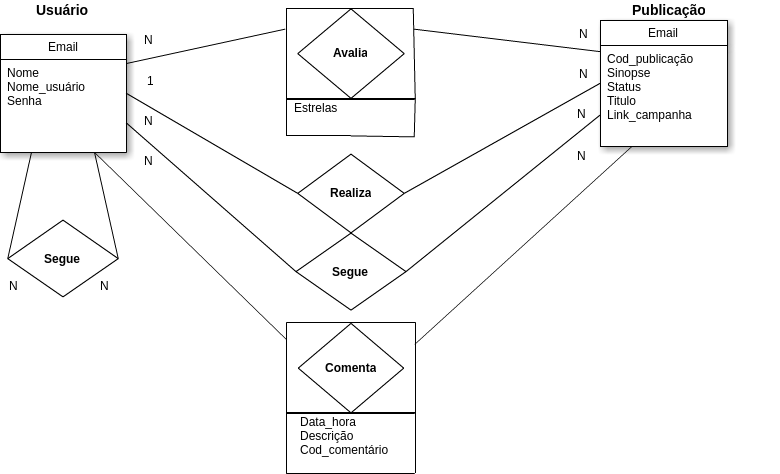 Usuário
Email
Nome
Nome_usuário
Senha
N
1
N
N
Avalia
Estrelas
Realiza
Segue
Comenta
Data_hora
Descrição
Cod_comentário
Publicação
Email
Cod_publicação
Sinopse
Status
Titulo
Link_campanha
N
N
N
N
Segue
N
N